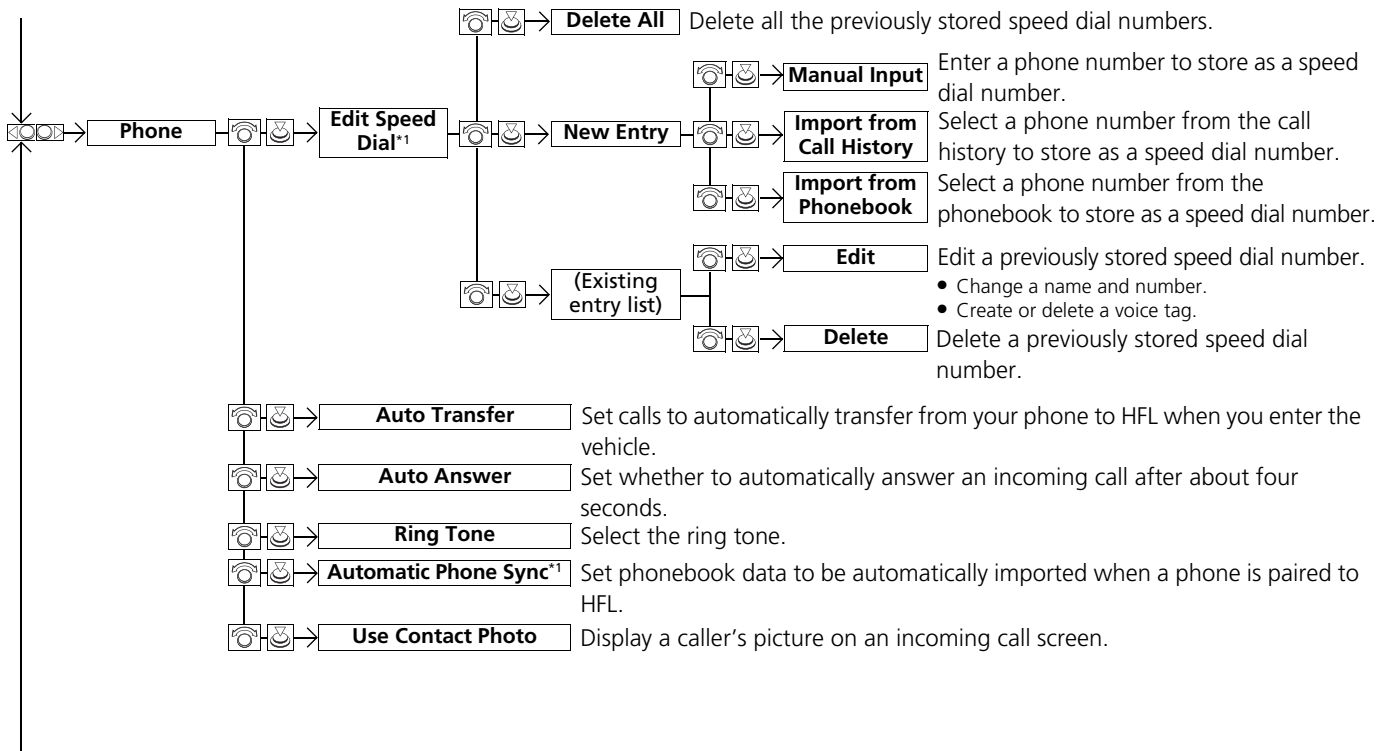 Delete All Delete all the previously stored speed dial numbers.
Phone
Edit Speed
Dial*1
New Entry
Manual Input
Enter a phone number to store as a speed
dial number.
Import from
Call History
Select a phone number from the call
history to store as a speed dial number.
Import from
Phonebook
Select a phone number from the
phonebook to store as a speed dial number.
(Existing
entry list)
Edit
Edit a previously stored speed dial number.
• Change a name and number.
• Create or delete a voice tag.
Delete
Delete a previously stored speed dial
number.
Auto Transfer
Set calls to automatically transfer from your phone to HFL when you enter the
vehicle.
Auto Answer
Set whether to automatically answer an incoming call after about four
seconds.
Ring Tone
Select the ring tone.
Automatic Phone Sync*1
Set phonebook data to be automatically imported when a phone is paired to
HFL.
Use Contact Photo
Display a caller’s picture on an incoming call screen.